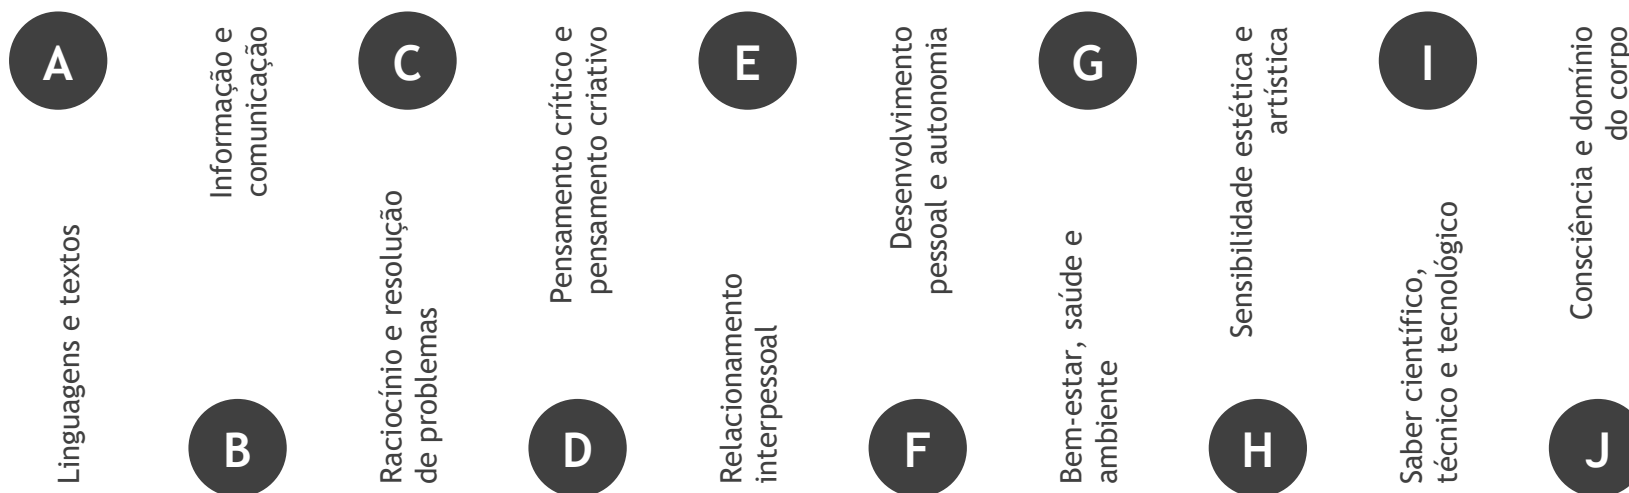 A
Linguagens e textos
B
Informação e
comunicação
C
Raciocínio e resolução
de problemas
D
Pensamento crítico e
pensamento criativo
E
Relacionamento
interpessoal
F
Desenvolvimento
pessoal e autonomia
G
Bem-estar, saúde e
ambiente
H
Sensibilidade estética e
artística
I
Saber científico,
técnico e tecnológico
J
Consciência e domínio
do corpo